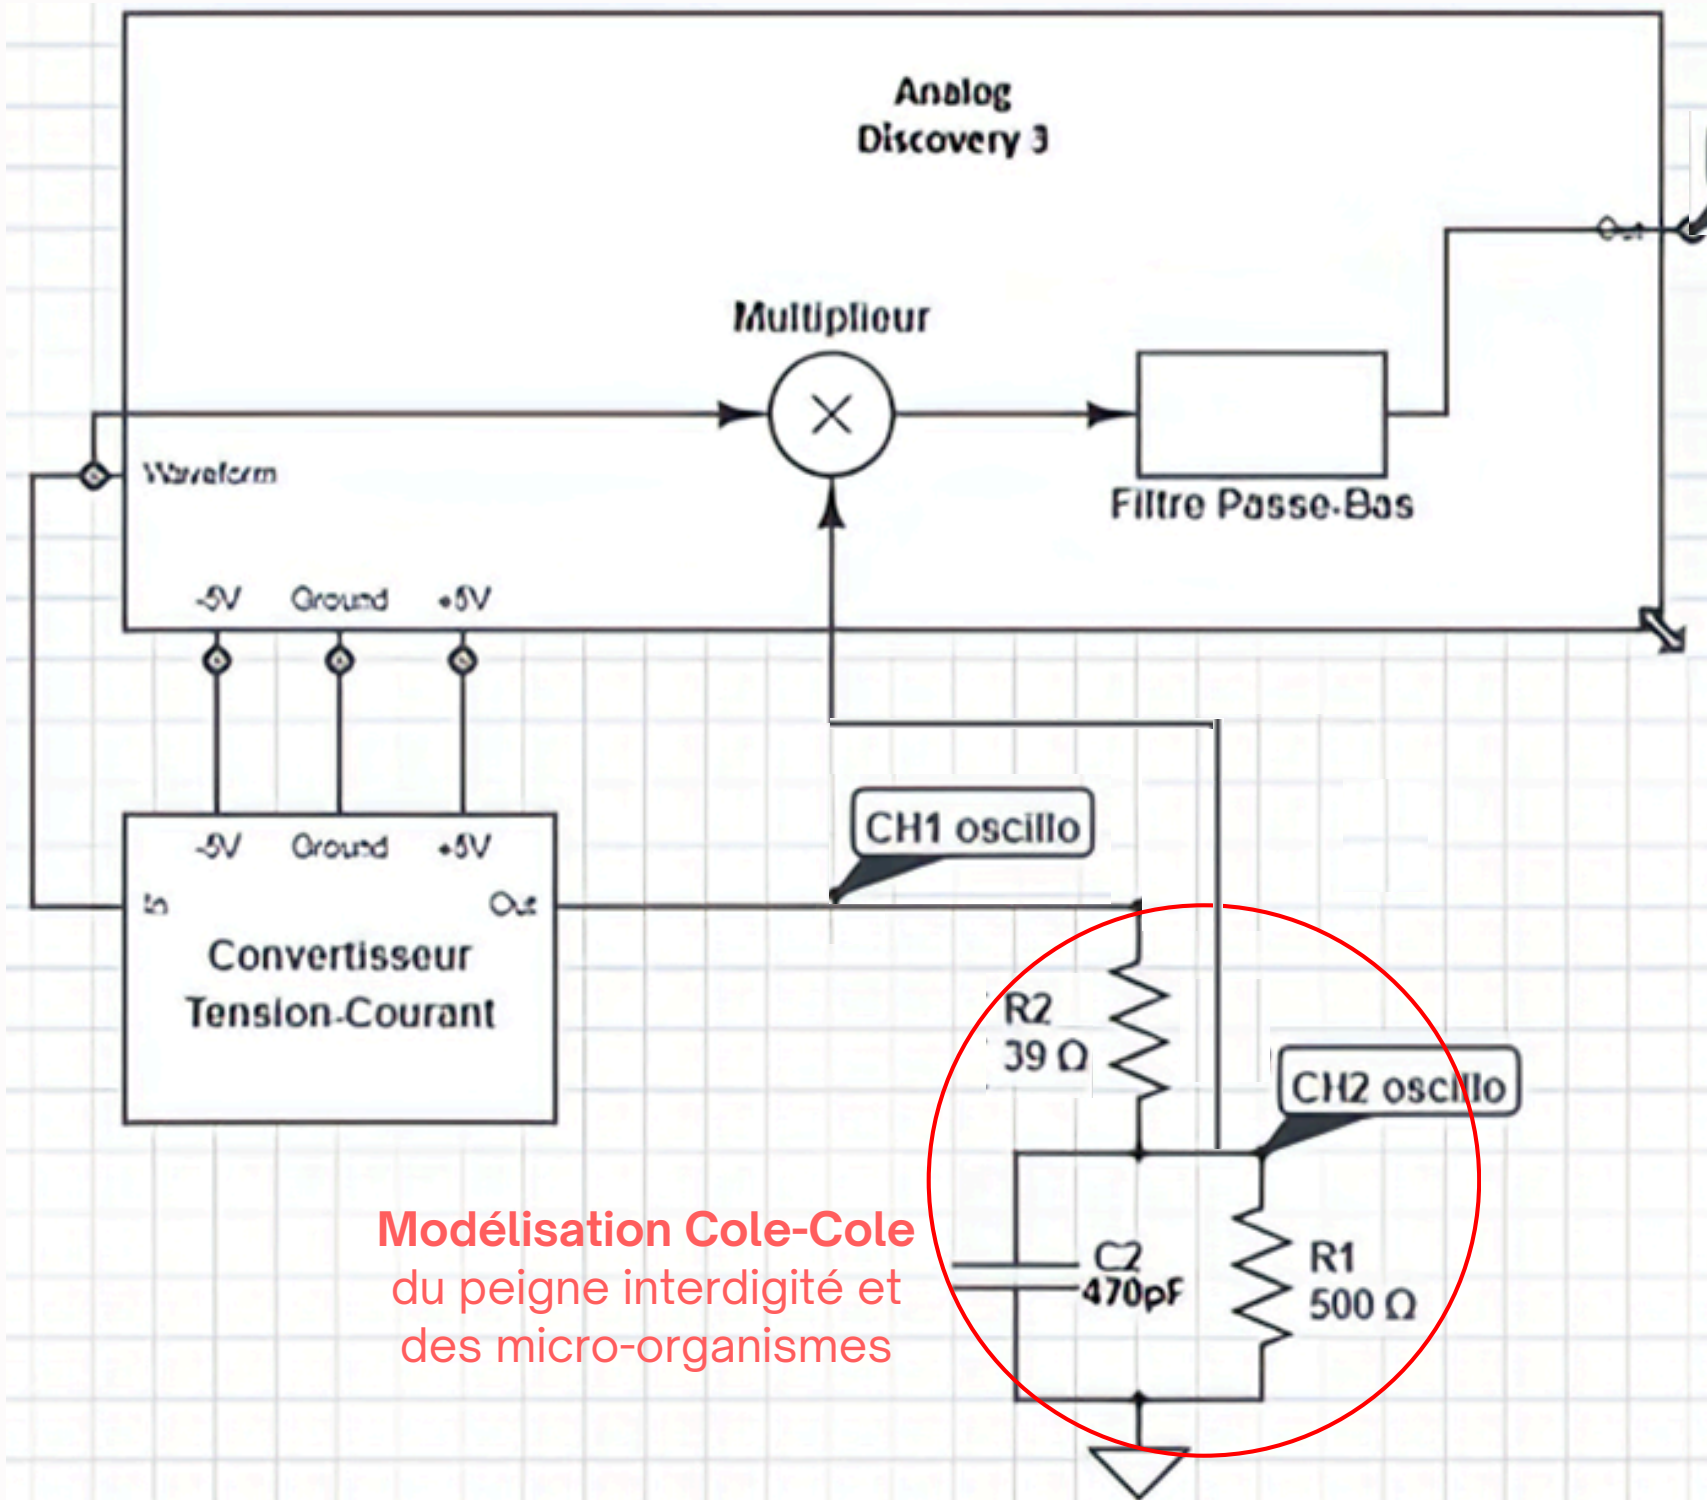 Analog
Discovery 3
Out
Multiplieur
Waveform
Filtre Passe-Bas
-5V Ground +5V
CH1 oscillo
-5V Ground +5V
Out
Convertisseur
Tension-Courant
R2
39 Ω
CH2 oscillo
Modélisation Cole-Cole
du peigne interdigité et
des micro-organismes
C2
470pF
R1
500 Ω